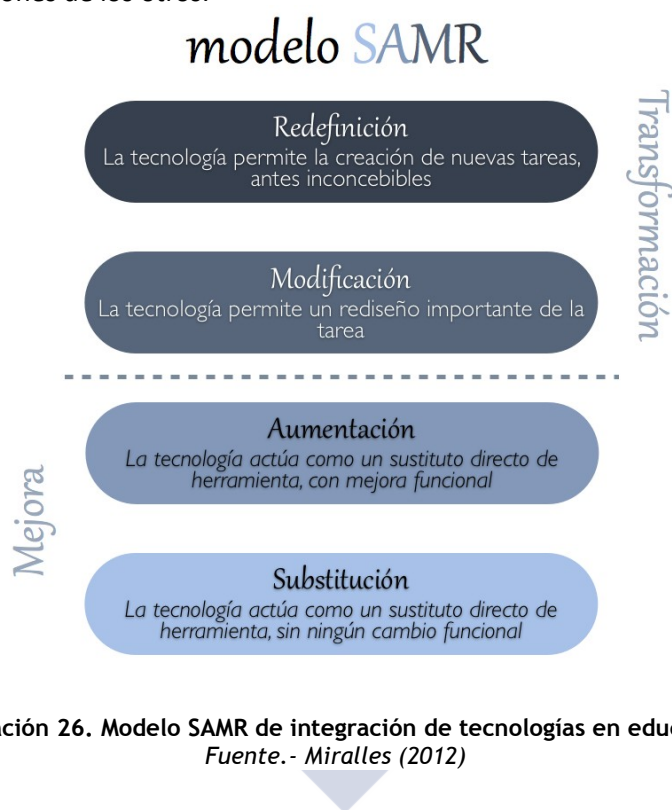 modelo SAMR
Transformación
Redefinición
La tecnología permite la creación de nuevas tareas,
antes inconcebibles
Modificación
La tecnología permite un rediseño importante de la
tarea
Mejora
Aumentación
La tecnología actúa como un sustituto directo de
herramienta, con mejora funcional
Substitución
La tecnología actúa como un sustituto directo de
herramienta, sin ningún cambio funcional
26. Modelo SAMR de integración de tecnologías en
Fuente.- Miralles (2012)